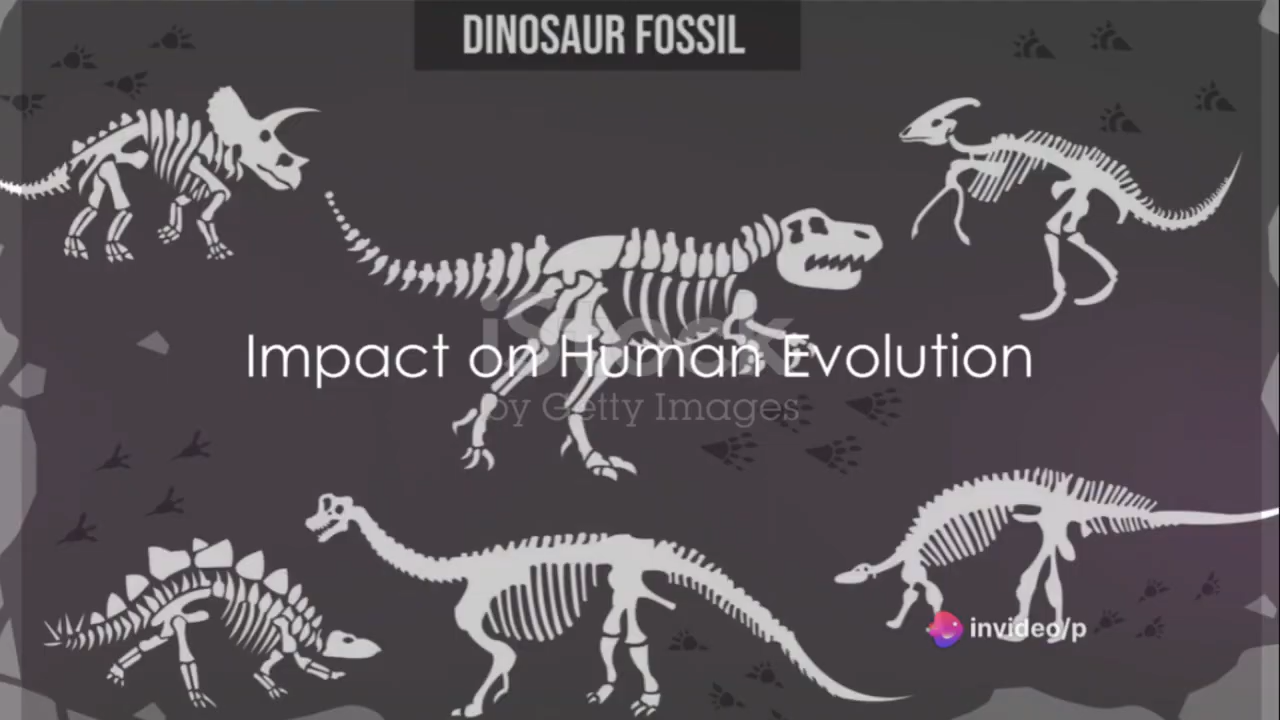 DINOSAUR FOSSIL
iStock
Impact on Human Evolution
by Getty Images
invideo/p